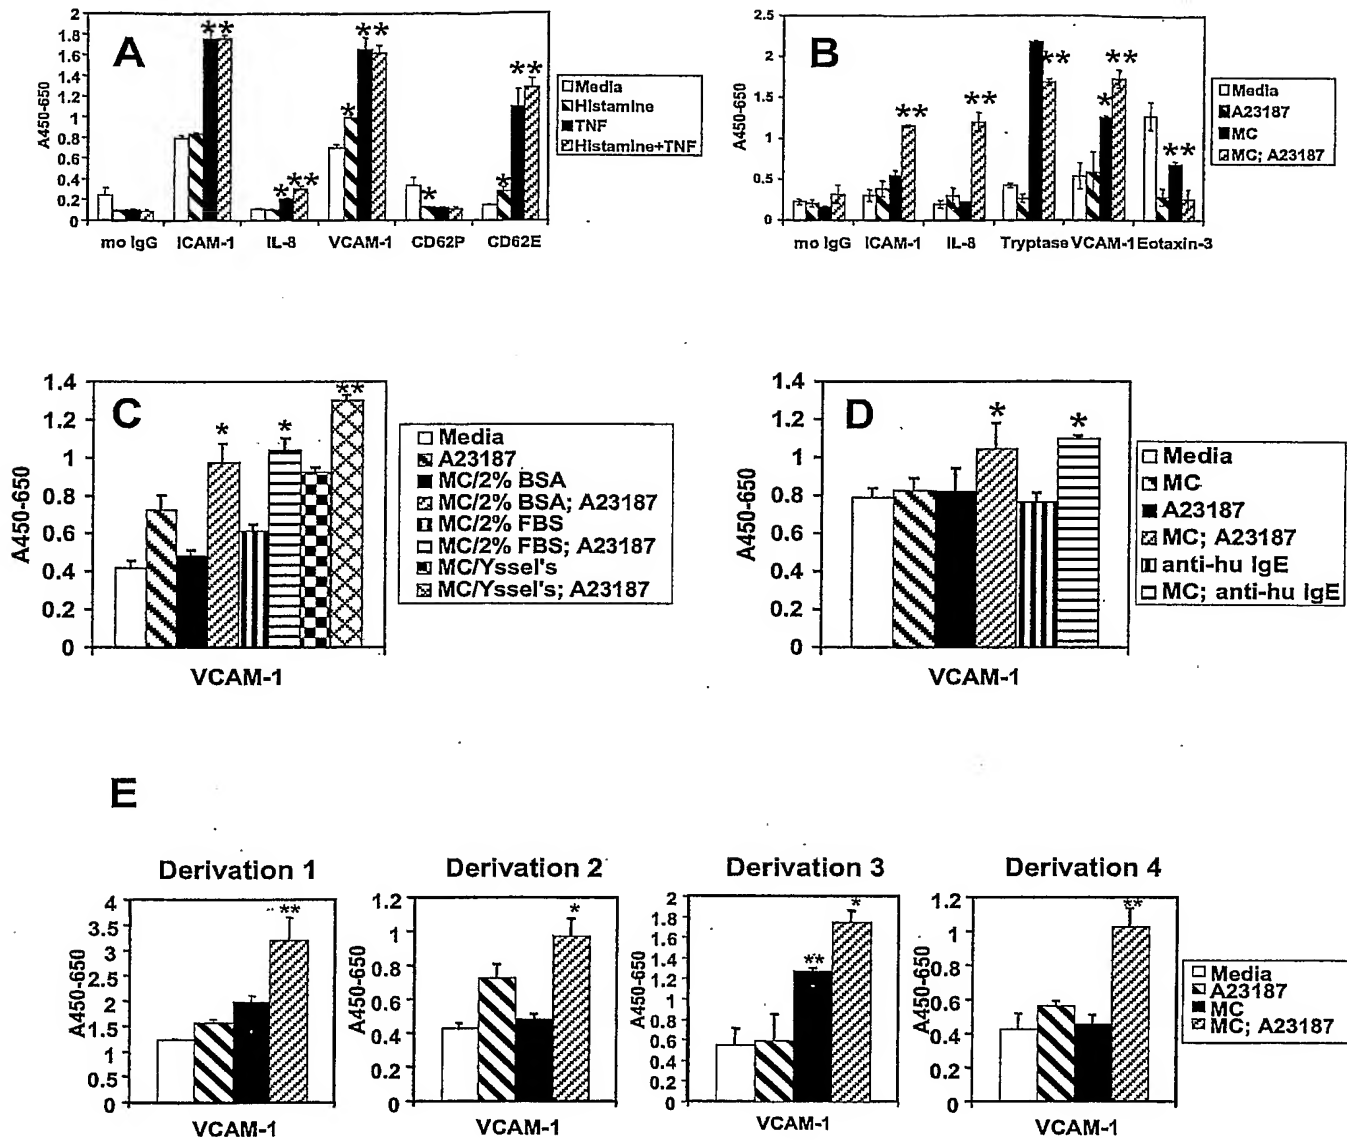 A
A450-650
2
1.8
1.6
1.4
1.2
1
0.8
0.6
0.4
0.2
0
** ** ** * * ** * * *
mo IgG ICAM-1 IL-8 VCAM-1 CD62P CD62E
Media
Histamine
TNF
Histamine+TNF
B
A450-650
2.5
2
1.5
1
0.5
0
** ** ** * ** **
mo IgG ICAM-1 IL-8 Tryptase VCAM-1 Eotaxin-3
Media
A23187
MC
MC; A23187
C
A450-650
1.4
1.2
1
0.8
0.6
0.4
0.2
0
* * **
VCAM-1
Media
A23187
MC/2% BSA
MC/2% BSA; A23187
MC/2% FBS
MC/2% FBS; A23187
MC/Yssel's
MC/Yssel's; A23187
D
A450-650
1.4
1.2
1
0.8
0.6
0.4
0.2
0
* *
VCAM-1
Media
MC
A23187
MC; A23187
anti-hu IgE
MC; anti-hu IgE
E
Derivation 1
A450-650
4
3.5
3
2.5
2
1.5
1
0.5
0
**
VCAM-1
Derivation 2
A450-650
1.2
1
0.8
0.6
0.4
0.2
0
*
VCAM-1
Derivation 3
A450-650
2
1.8
1.6
1.4
1.2
1
0.8
0.6
0.4
0.2
0
** *
VCAM-1
Derivation 4
A450-650
1.2
1
0.8
0.6
0.4
0.2
0
**
VCAM-1
Media
A23187
MC
MC; A23187